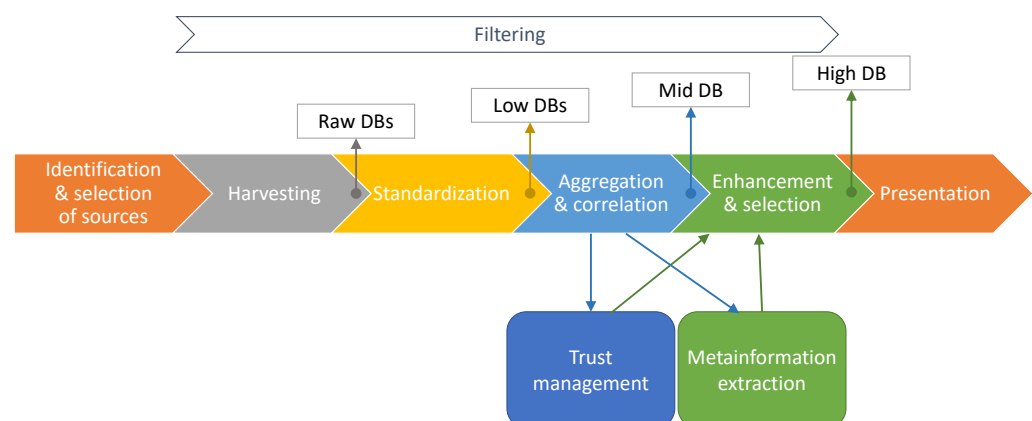 Filtering
High DB
Mid DB
Low DBs
Raw DBs
Identification
& selection
of sources
Harvesting
Standardization
Aggregation
& correlation
Enhancement
& selection
Presentation
Trust
management
Metainformation
extraction